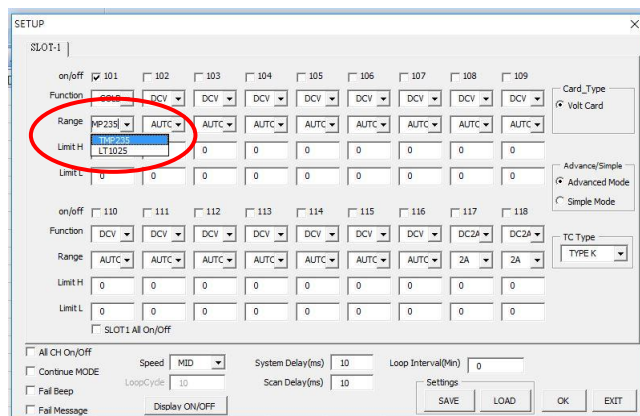 SETUP
SLOT-1
on/off 101 102 103 104 105 106 107 108 109
Function COLD DCV DCV DCV DCV DCV DCV DCV DCV
Card_Type
Volt Card
Range MP235 AUTC AUTC AUTC AUTC AUTC AUTC AUTC AUTC
TMP235
LT1025
Limit H 0 0 0 0 0 0 0
Limit L 0 0 0 0 0 0 0 0 0
Advance/Simple
Advanced Mode
Simple Mode
on/off 110 111 112 113 114 115 116 117 118
Function DCV DCV DCV DCV DCV DCV DCV DC2A DC2A
TC Type
TYPE K
Range AUTC AUTC AUTC AUTC AUTC AUTC AUTC 2A 2A
Limit H 0 0 0 0 0 0 0 0 0
Limit L 0 0 0 0 0 0 0 0 0
SLOT1 All On/Off
All CH On/Off
Continue MODE
Fail Beep
Fail Message
Speed MID System Delay(ms) 10 Loop Interval(Min) 0
LoopCycle 10 Scan Delay(ms) 10
Display ON/OFF
Settings
SAVE LOAD OK EXIT